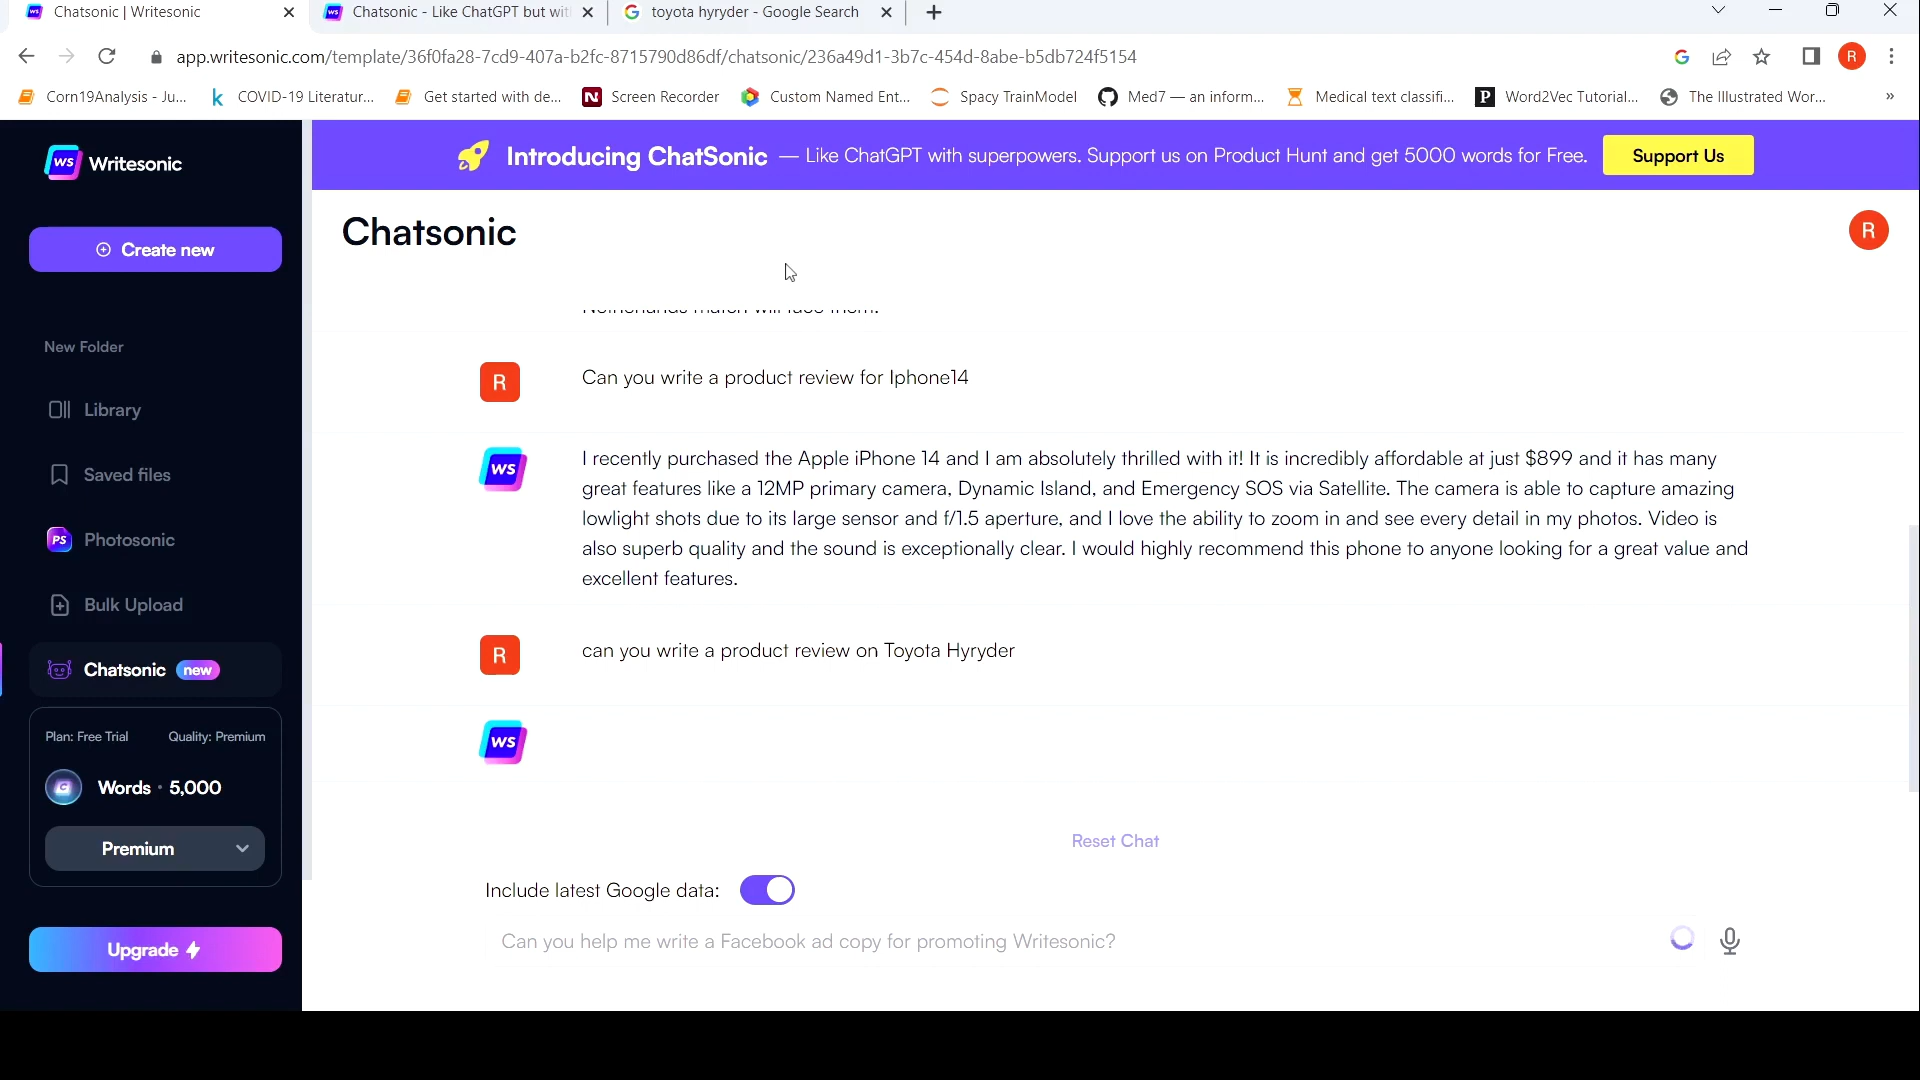 Chatsonic | Writesonic
Chatsonic - Like ChatGPT but wit
toyota hyryder - Google Search
app.writesonic.com/template/36f0fa28-7cd9-407a-b2fc-8715790d86df/chatsonic/236a49d1-3b7c-454d-8abe-b5db724f5154
R
Corn19Analysis - Ju...
COVID-19 Literatur...
Get started with de...
Screen Recorder
Custom Named Ent...
Spacy TrainModel
Med7 — an inform...
Medical text classifi...
Word2Vec Tutorial...
The Illustrated Wor...
»
WS Writesonic
Introducing ChatSonic — Like ChatGPT with superpowers. Support us on Product Hunt and get 5000 words for Free.
Support Us
Create new
Chatsonic
R
New Folder
Library
Saved files
PS Photosonic
Bulk Upload
Chatsonic new
Plan: Free Trial Quality: Premium
Words · 5,000
Premium
Upgrade
R
Can you write a product review for Iphone14
WS
I recently purchased the Apple iPhone 14 and I am absolutely thrilled with it! It is incredibly affordable at just $899 and it has many
great features like a 12MP primary camera, Dynamic Island, and Emergency SOS via Satellite. The camera is able to capture amazing
lowlight shots due to its large sensor and f/1.5 aperture, and I love the ability to zoom in and see every detail in my photos. Video is
also superb quality and the sound is exceptionally clear. I would highly recommend this phone to anyone looking for a great value and
excellent features.
R
can you write a product review on Toyota Hyryder
WS
Reset Chat
Include latest Google data:
Can you help me write a Facebook ad copy for promoting Writesonic?